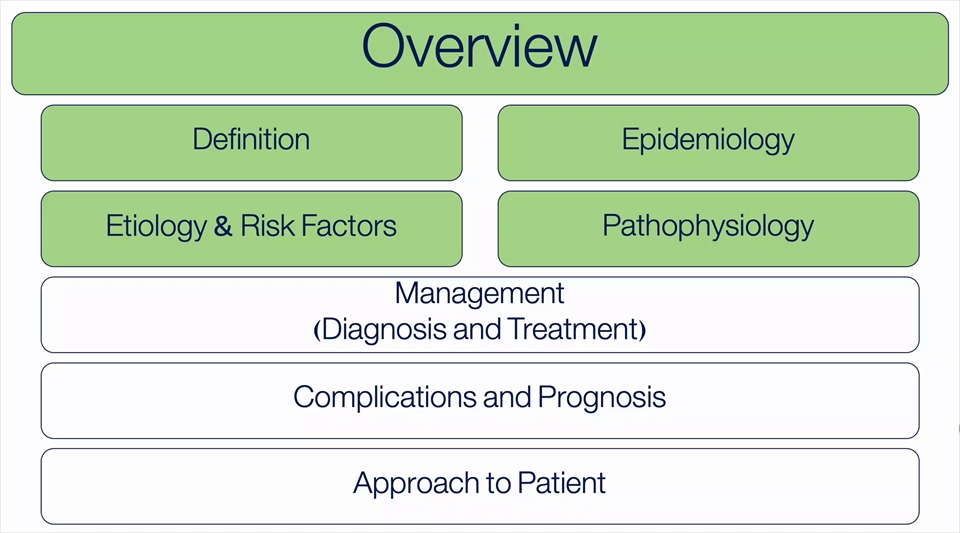 Overview
Definition
Epidemiology
Etiology & Risk Factors
Pathophysiology
Management
(Diagnosis and Treatment)
Complications and Prognosis
Approach to Patient